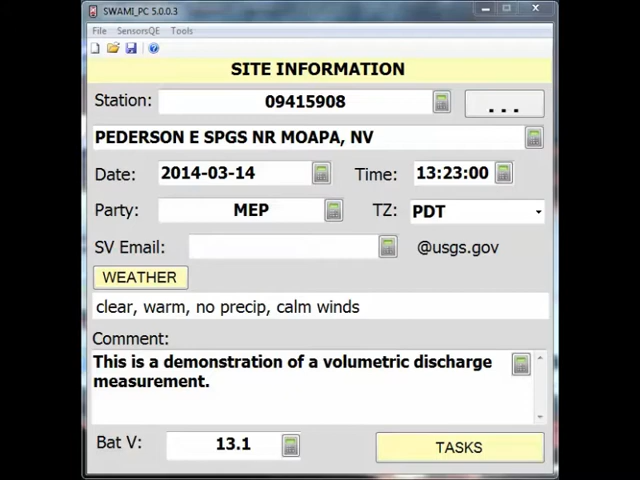 SWAMI_PC 5.0.0.3
File SensorsQE Tools
SITE INFORMATION
Station: 09415908 ...
PEDERSON E SPGS NR MOAPA, NV
Date: 2014-03-14 Time: 13:23:00
Party: MEP TZ: PDT
SV Email: @usgs.gov
WEATHER
clear, warm, no precip, calm winds
Comment:
This is a demonstration of a volumetric discharge
measurement.
Bat V: 13.1 TASKS